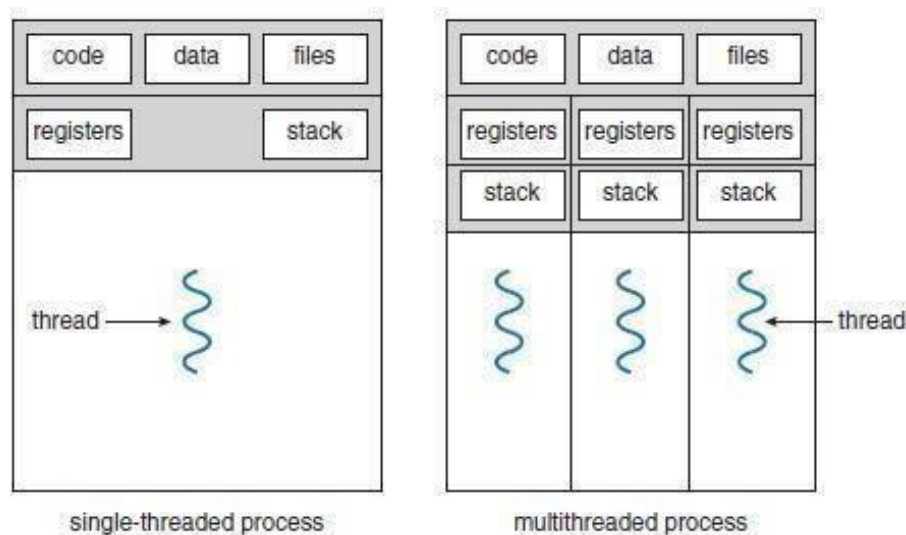 code data files
registers stack
thread
single-threaded process
code data files
registers registers registers
stack stack stack
thread
multithreaded process